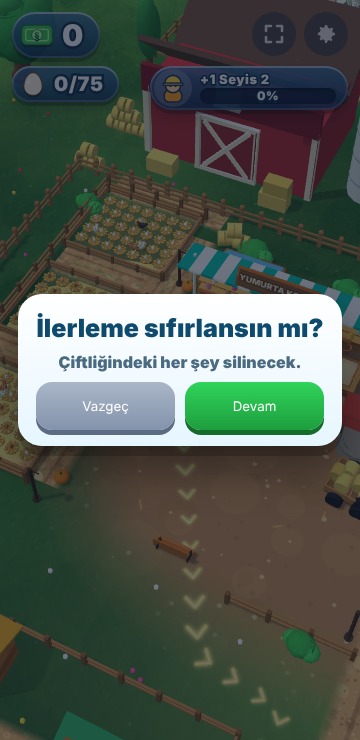 0
0/75
+1 Seyis 2
0%
YUMURTA
İlerleme sıfırlansın mı?
Çiftliğindeki her şey silinecek.
Vazgeç
Devam